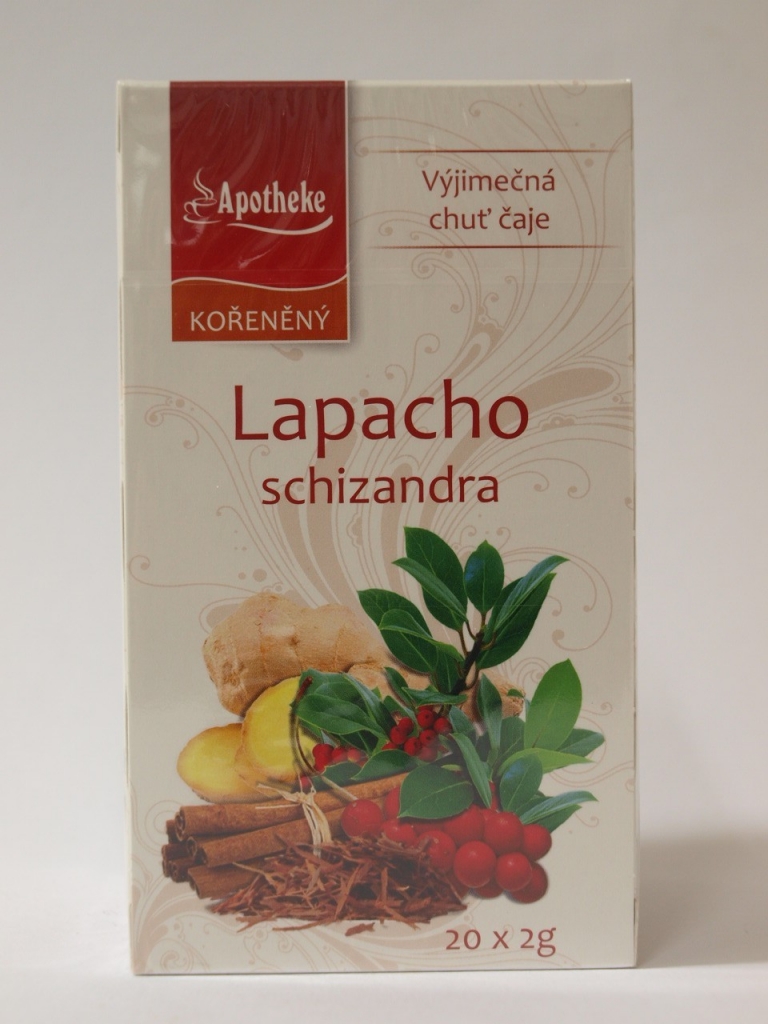 Apotheke
KOŘENĚNÝ
Výjimečná
chuť čaje
Lapacho
schizandra
20 x 2g